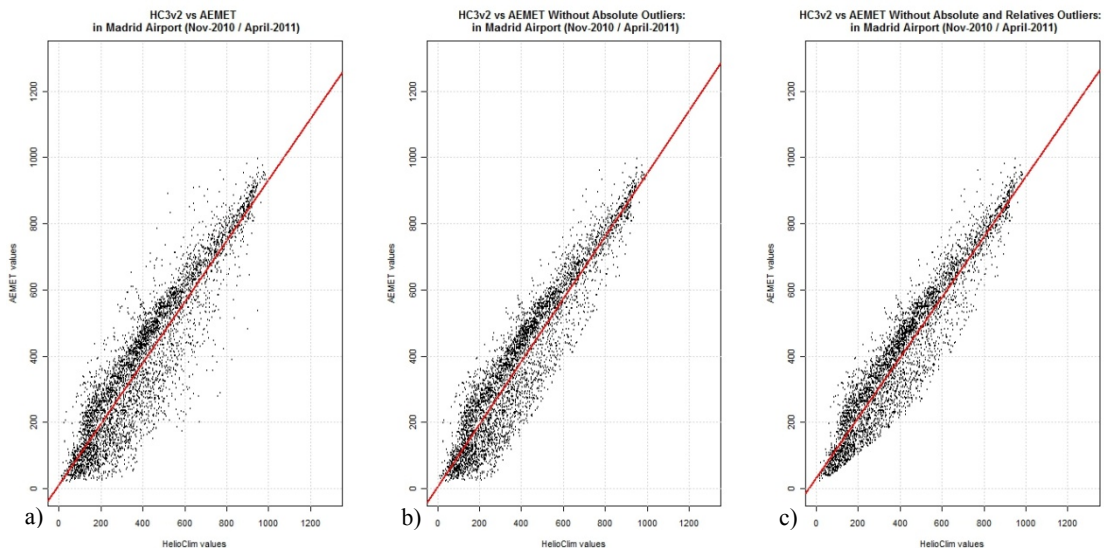 HC3v2 vs AEMET
in Madrid Airport (Nov-2010 / April-2011)
AEMET values
1200
1000
800
600
400
200
0
0 200 400 600 800 1000 1200
HelioClim values
a)
HC3v2 vs AEMET Without Absolute Outliers:
in Madrid Airport (Nov-2010 / April-2011)
AEMET values
1200
1000
800
600
400
200
0
0 200 400 600 800 1000 1200
HelioClim values
b)
HC3v2 vs AEMET Without Absolute and Relatives Outliers:
in Madrid Airport (Nov-2010 / April-2011)
AEMET values
1200
1000
800
600
400
200
0
0 200 400 600 800 1000 1200
HelioClim values
c)